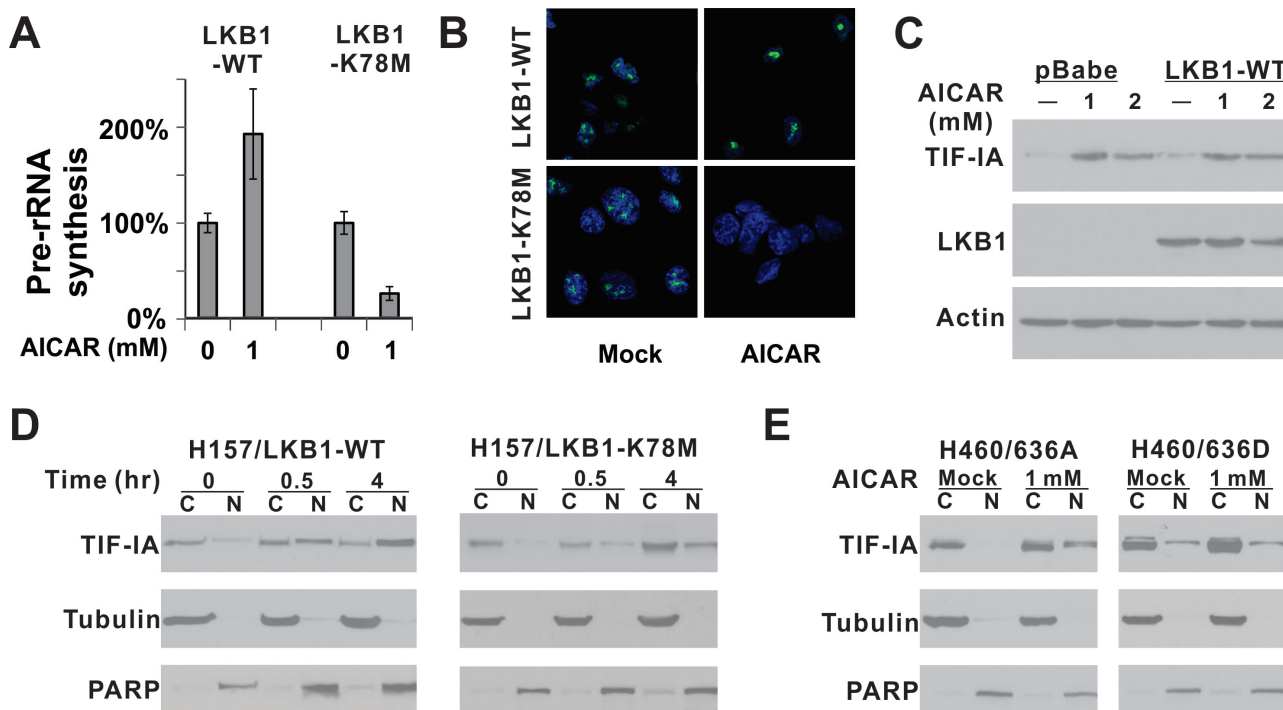 A
LKB1
-WT
LKB1
-K78M
Pre-rRNA
synthesis
200%
100%
0%
AICAR (mM)
0
1
0
1
B
LKB1-WT
LKB1-K78M
Mock
AICAR
C
pBabe
LKB1-WT
AICAR
(mM)
— 1 2 — 1 2
TIF-IA
LKB1
Actin
D
H157/LKB1-WT
H157/LKB1-K78M
Time (hr)
0 0.5 4
0 0.5 4
C N C N C N
C N C N C N
TIF-IA
Tubulin
PARP
E
H460/636A
H460/636D
AICAR
Mock 1 mM
Mock 1 mM
C N C N
C N C N
TIF-IA
Tubulin
PARP